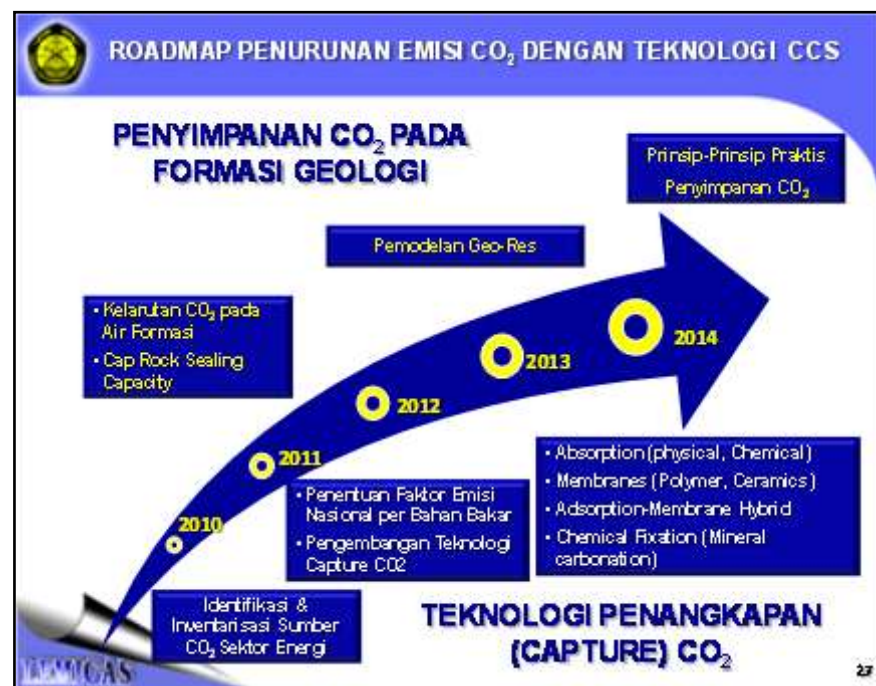 ROADMAP PENURUNAN EMISI CO₂ DENGAN TEKNOLOGI CCS
PENYIMPANAN CO₂ PADA
FORMASI GEOLOGI
Prinsip-Prinsip Praktis
Penyimpanan CO₂
Pemodelan Geo-Res
• Kelarutan CO₂ pada
Air Formasi
• Cap Rock Sealing
Capacity
2014
2013
2012
2011
2010
• Absorption (physical, Chemical)
• Membranes (Polymer, Ceramics)
• Adsorption-Membrane Hybrid
• Chemical Fixation (Mineral
carbonation)
• Penentuan Faktor Emisi
Nasional per Bahan Bakar
• Pengembangan Teknologi
Capture CO2
Identifikasi &
Inventarisasi Sumber
CO₂ Sektor Energi
TEKNOLOGI PENANGKAPAN
(CAPTURE) CO₂
LEMIGAS
27